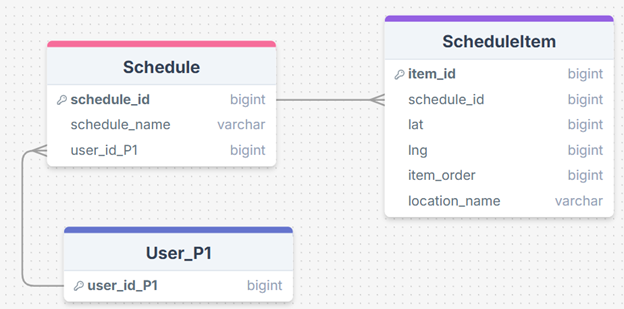 Schedule
schedule_id bigint
schedule_name varchar
user_id_P1 bigint
ScheduleItem
item_id bigint
schedule_id bigint
lat bigint
lng bigint
item_order bigint
location_name varchar
User_P1
user_id_P1 bigint